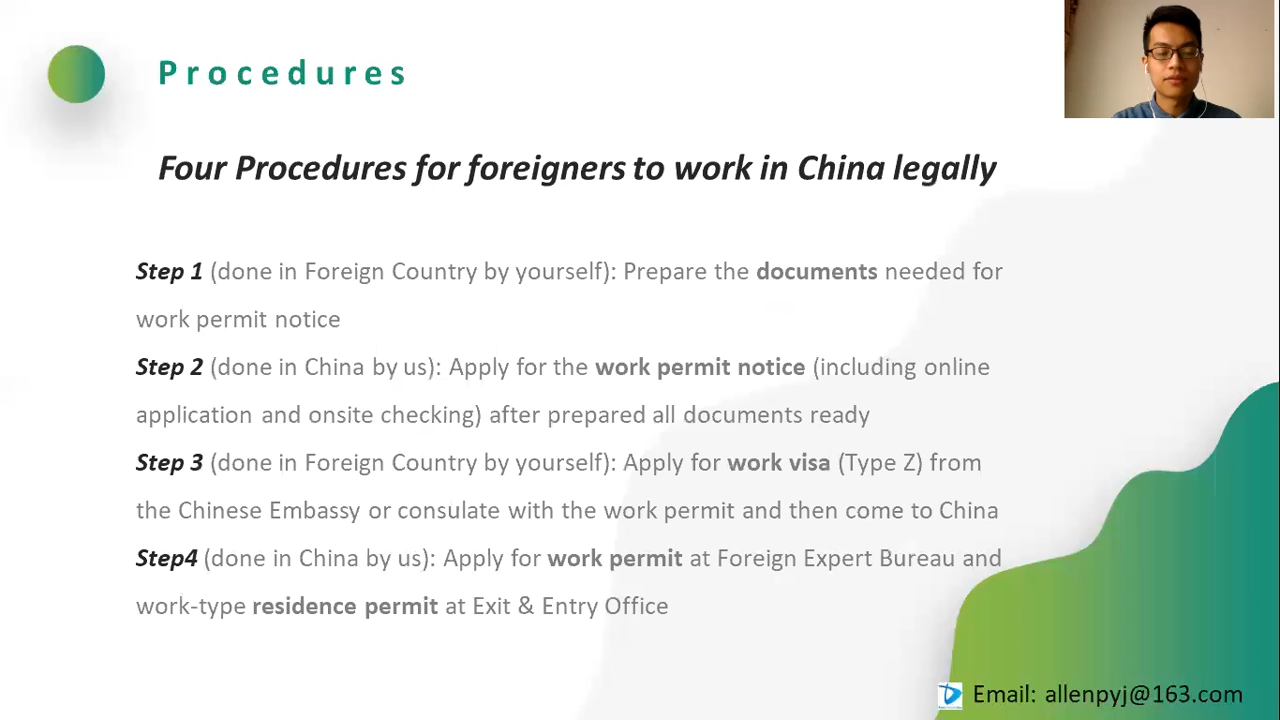 Procedures
Four Procedures for foreigners to work in China legally
Step 1 (done in Foreign Country by yourself): Prepare the documents needed for
work permit notice
Step 2 (done in China by us): Apply for the work permit notice (including online
application and onsite checking) after prepared all documents ready
Step 3 (done in Foreign Country by yourself): Apply for work visa (Type Z) from
the Chinese Embassy or consulate with the work permit and then come to China
Step4 (done in China by us): Apply for work permit at Foreign Expert Bureau and
work-type residence permit at Exit & Entry Office
Email: allenpyj@163.com